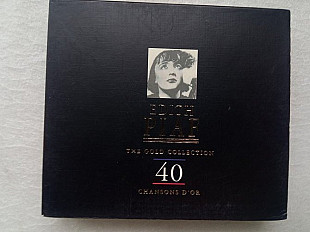 EDITH
PIAF
THE GOLD COLLECTION
40
CHANSONS D'OR